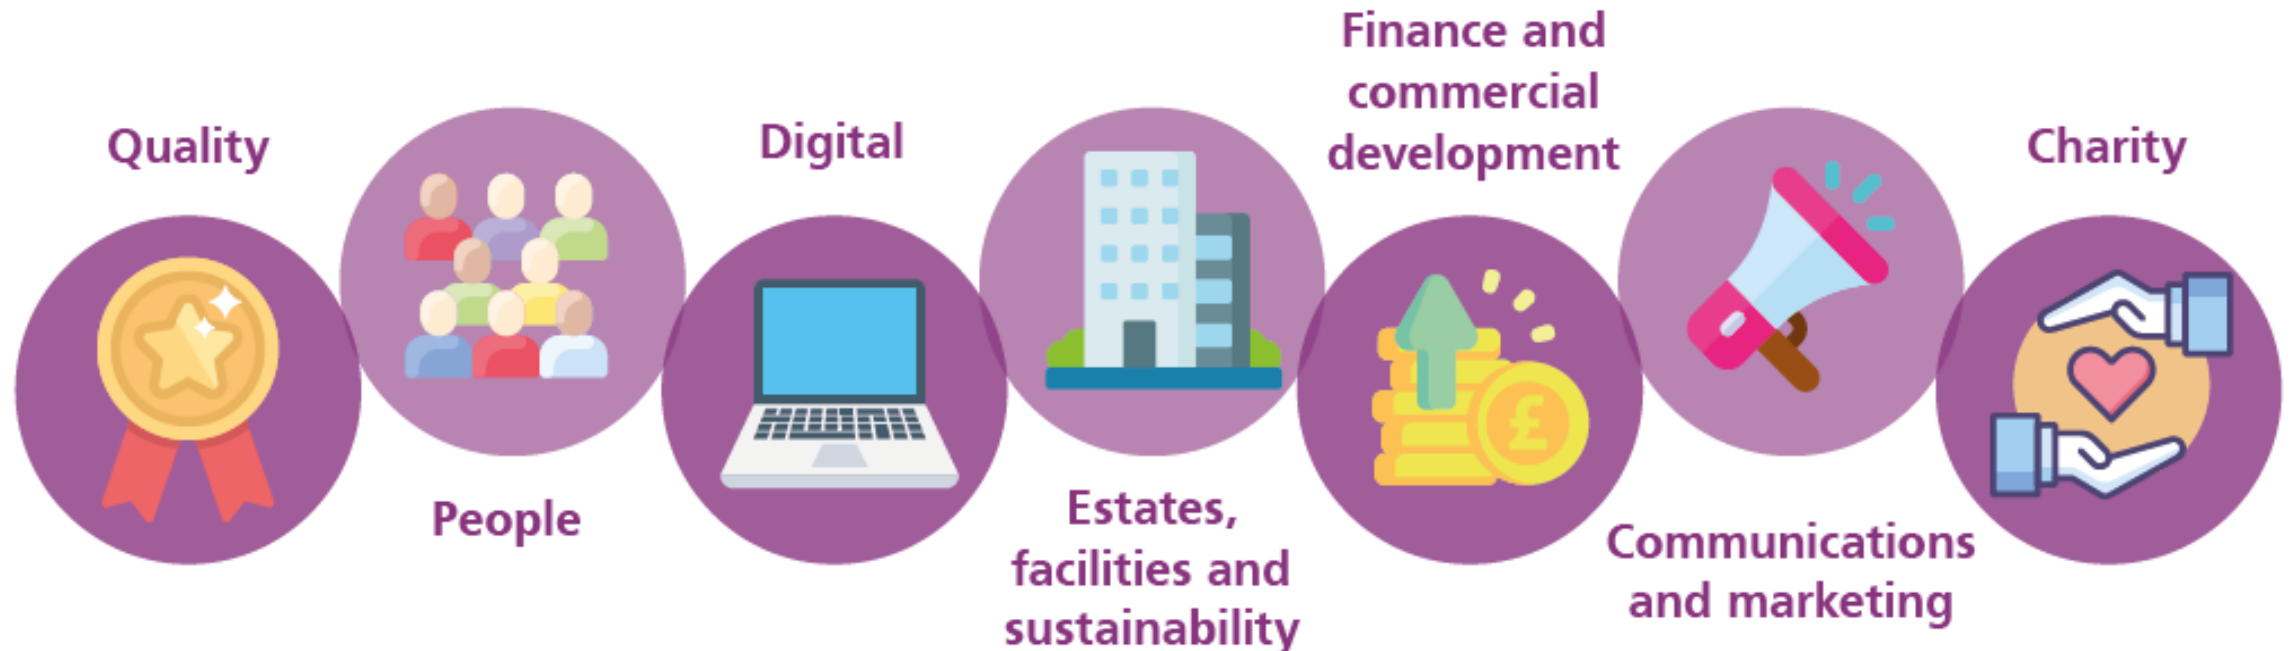 Quality
People
Digital
Estates,
facilities and
sustainability
Finance and
commercial
development
£
Communications
and marketing
Charity